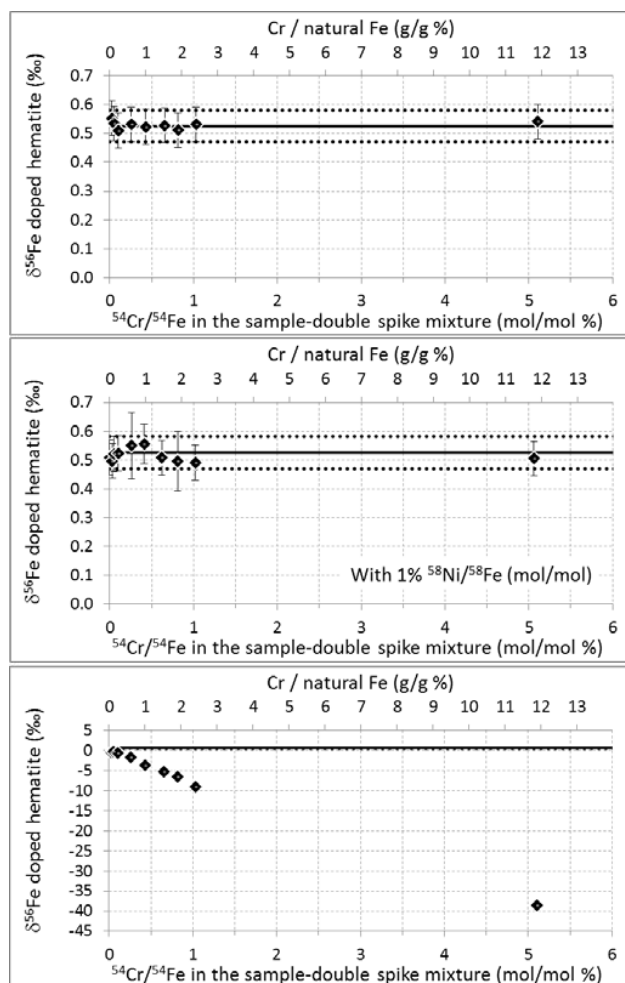 Cr / natural Fe (g/g %)
0 1 2 3 4 5 6 7 8 9 10 11 12 13
δ⁵⁶Fe doped hematite (‰)
0.7
0.6
0.5
0.4
0.3
0.2
0.1
0.0
0 1 2 3 4 5 6
⁵⁴Cr/⁵⁴Fe in the sample-double spike mixture (mol/mol %)
Cr / natural Fe (g/g %)
0 1 2 3 4 5 6 7 8 9 10 11 12 13
δ⁵⁶Fe doped hematite (‰)
0.7
0.6
0.5
0.4
0.3
0.2
0.1
0.0
With 1% ⁵⁸Ni/⁵⁸Fe (mol/mol)
0 1 2 3 4 5 6
⁵⁴Cr/⁵⁴Fe in the sample-double spike mixture (mol/mol %)
Cr / natural Fe (g/g %)
0 1 2 3 4 5 6 7 8 9 10 11 12 13
δ⁵⁶Fe doped hematite (‰)
5
0
-5
-10
-15
-20
-25
-30
-35
-40
-45
0 1 2 3 4 5 6
⁵⁴Cr/⁵⁴Fe in the sample-double spike mixture (mol/mol %)